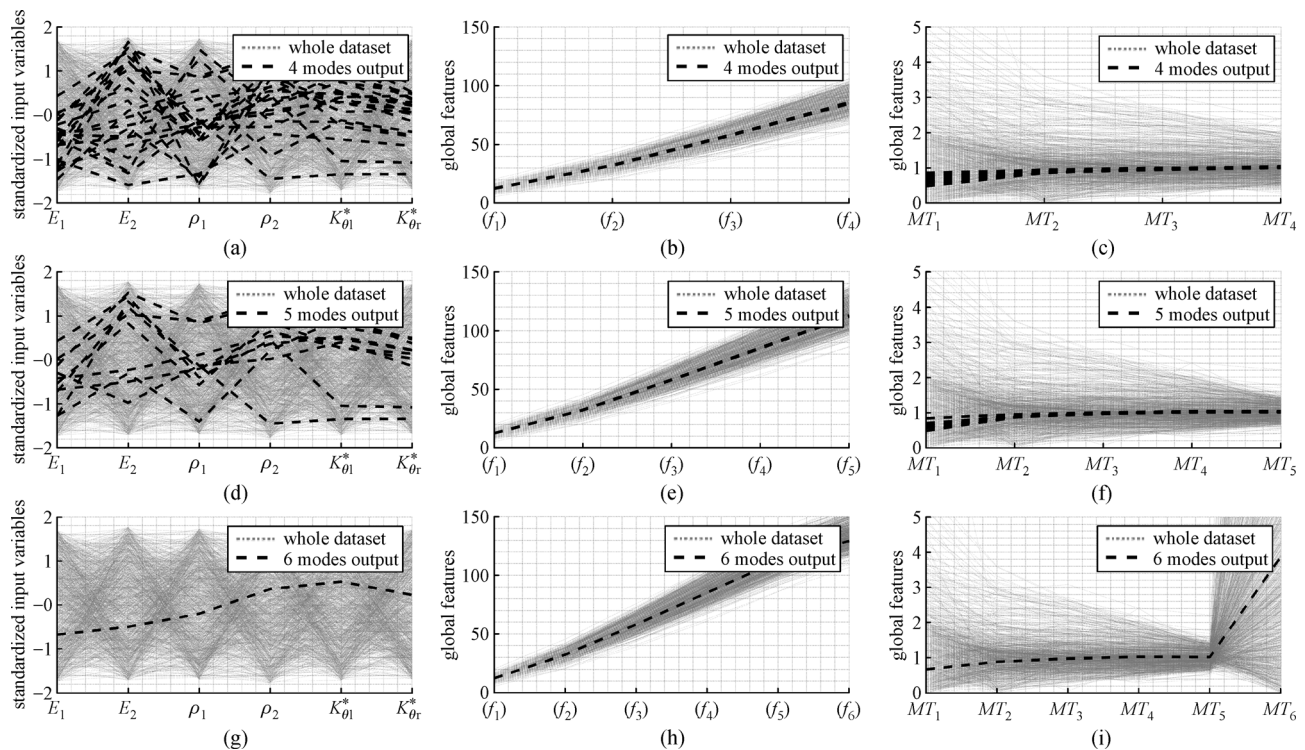 standardized input variables
2
1
−0
−1
−2
whole dataset
4 modes output
E1 E2 ρ1 ρ2 K*θl K*θr
(a)
global features
150
100
50
0
whole dataset
4 modes output
(f1) (f2) (f3) (f4)
(b)
global features
5
4
3
2
1
0
whole dataset
4 modes output
MT1 MT2 MT3 MT4
(c)
standardized input variables
2
1
−0
−1
−2
whole dataset
5 modes output
E1 E2 ρ1 ρ2 K*θl K*θr
(d)
global features
150
100
50
0
whole dataset
5 modes output
(f1) (f2) (f3) (f4) (f5)
(e)
global features
5
4
3
2
1
0
whole dataset
5 modes output
MT1 MT2 MT3 MT4 MT5
(f)
standardized input variables
2
1
−0
−1
−2
whole dataset
6 modes output
E1 E2 ρ1 ρ2 K*θl K*θr
(g)
global features
150
100
50
0
whole dataset
6 modes output
(f1) (f2) (f3) (f4) (f5) (f6)
(h)
global features
5
4
3
2
1
0
whole dataset
6 modes output
MT1 MT2 MT3 MT4 MT5 MT6
(i)